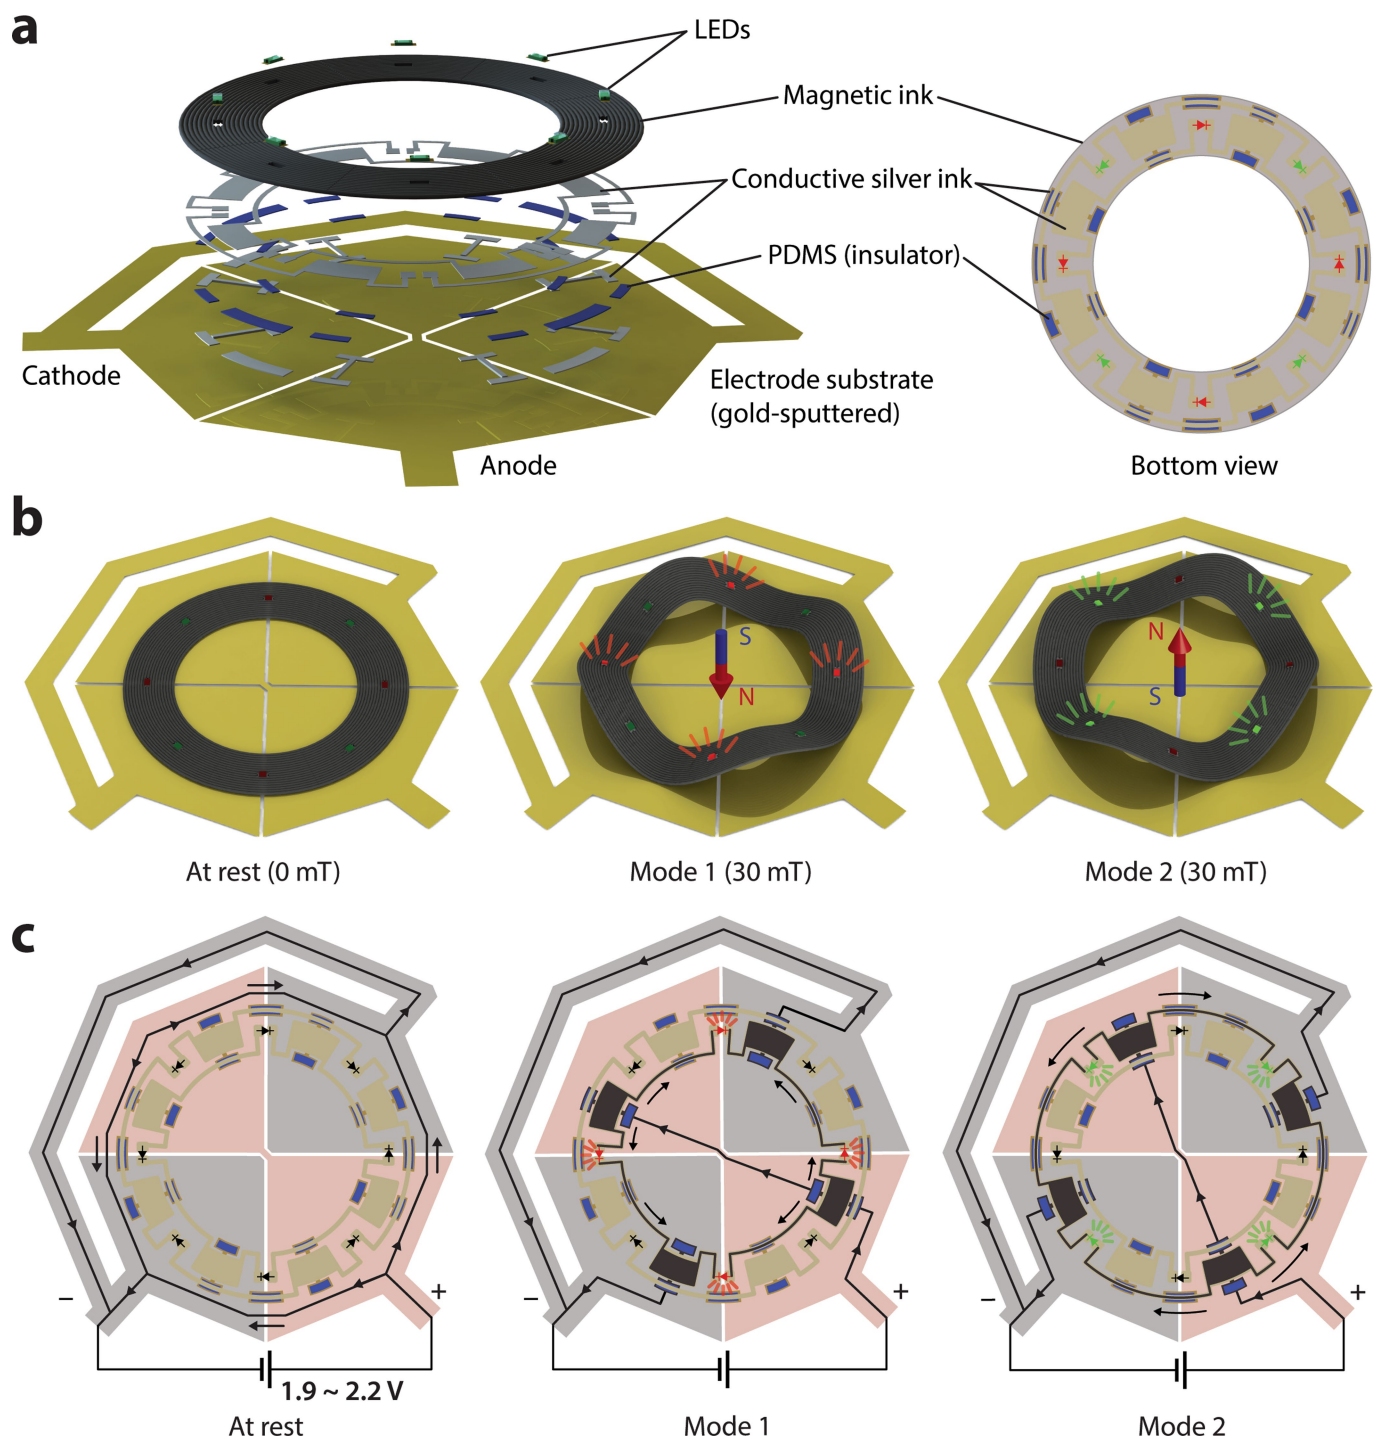 a
LEDs
Magnetic ink
Conductive silver ink
PDMS (insulator)
Cathode
Electrode substrate
(gold-sputtered)
Anode
Bottom view
b
S
N
N
S
At rest (0 mT)
Mode 1 (30 mT)
Mode 2 (30 mT)
c
–
+
–
+
–
+
1.9 ~ 2.2 V
At rest
Mode 1
Mode 2